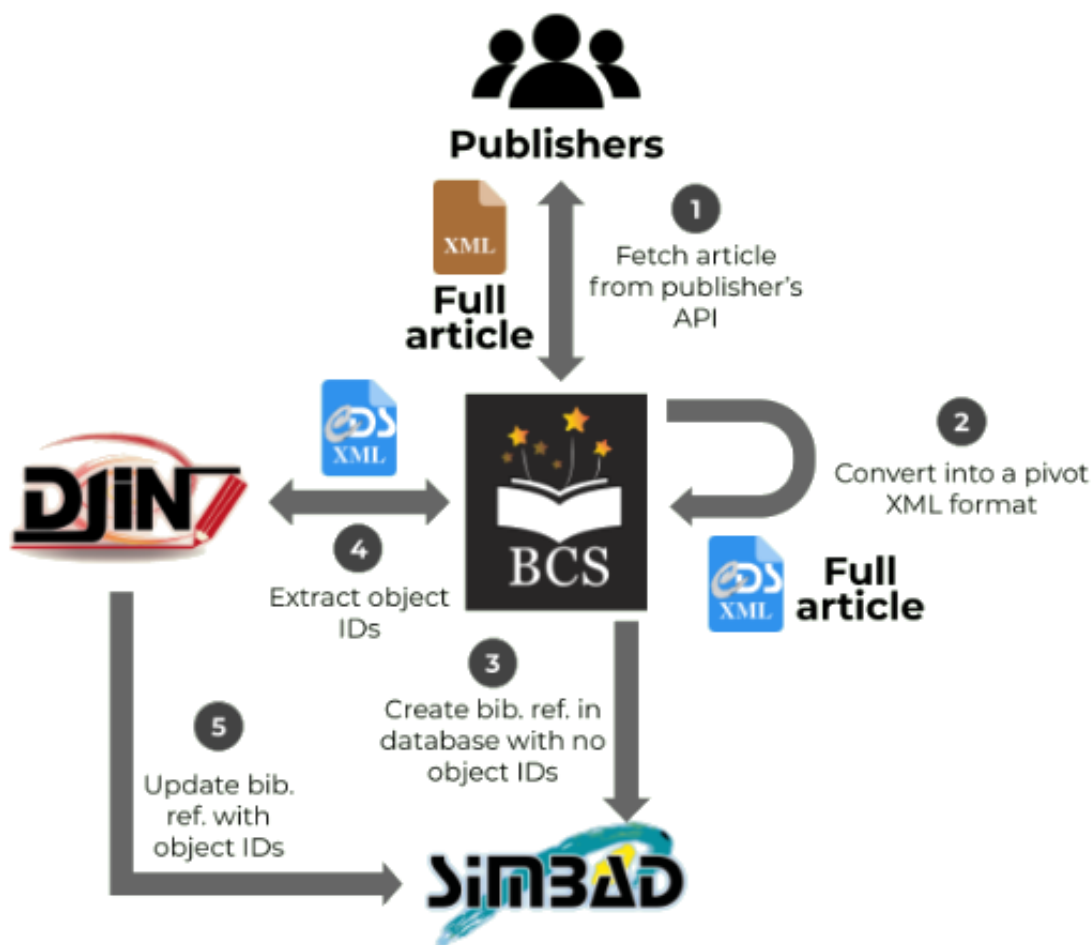 Publishers
1
XML
Fetch article
from publisher's
API
Full
article
CDS
XML
2
Convert into a pivot
XML format
DJIN
BCS
4
Extract object
IDs
CDS
XML
Full
article
3
Create bib. ref. in
database with no
object IDs
5
Update bib.
ref. with
object IDs
SiMBAD